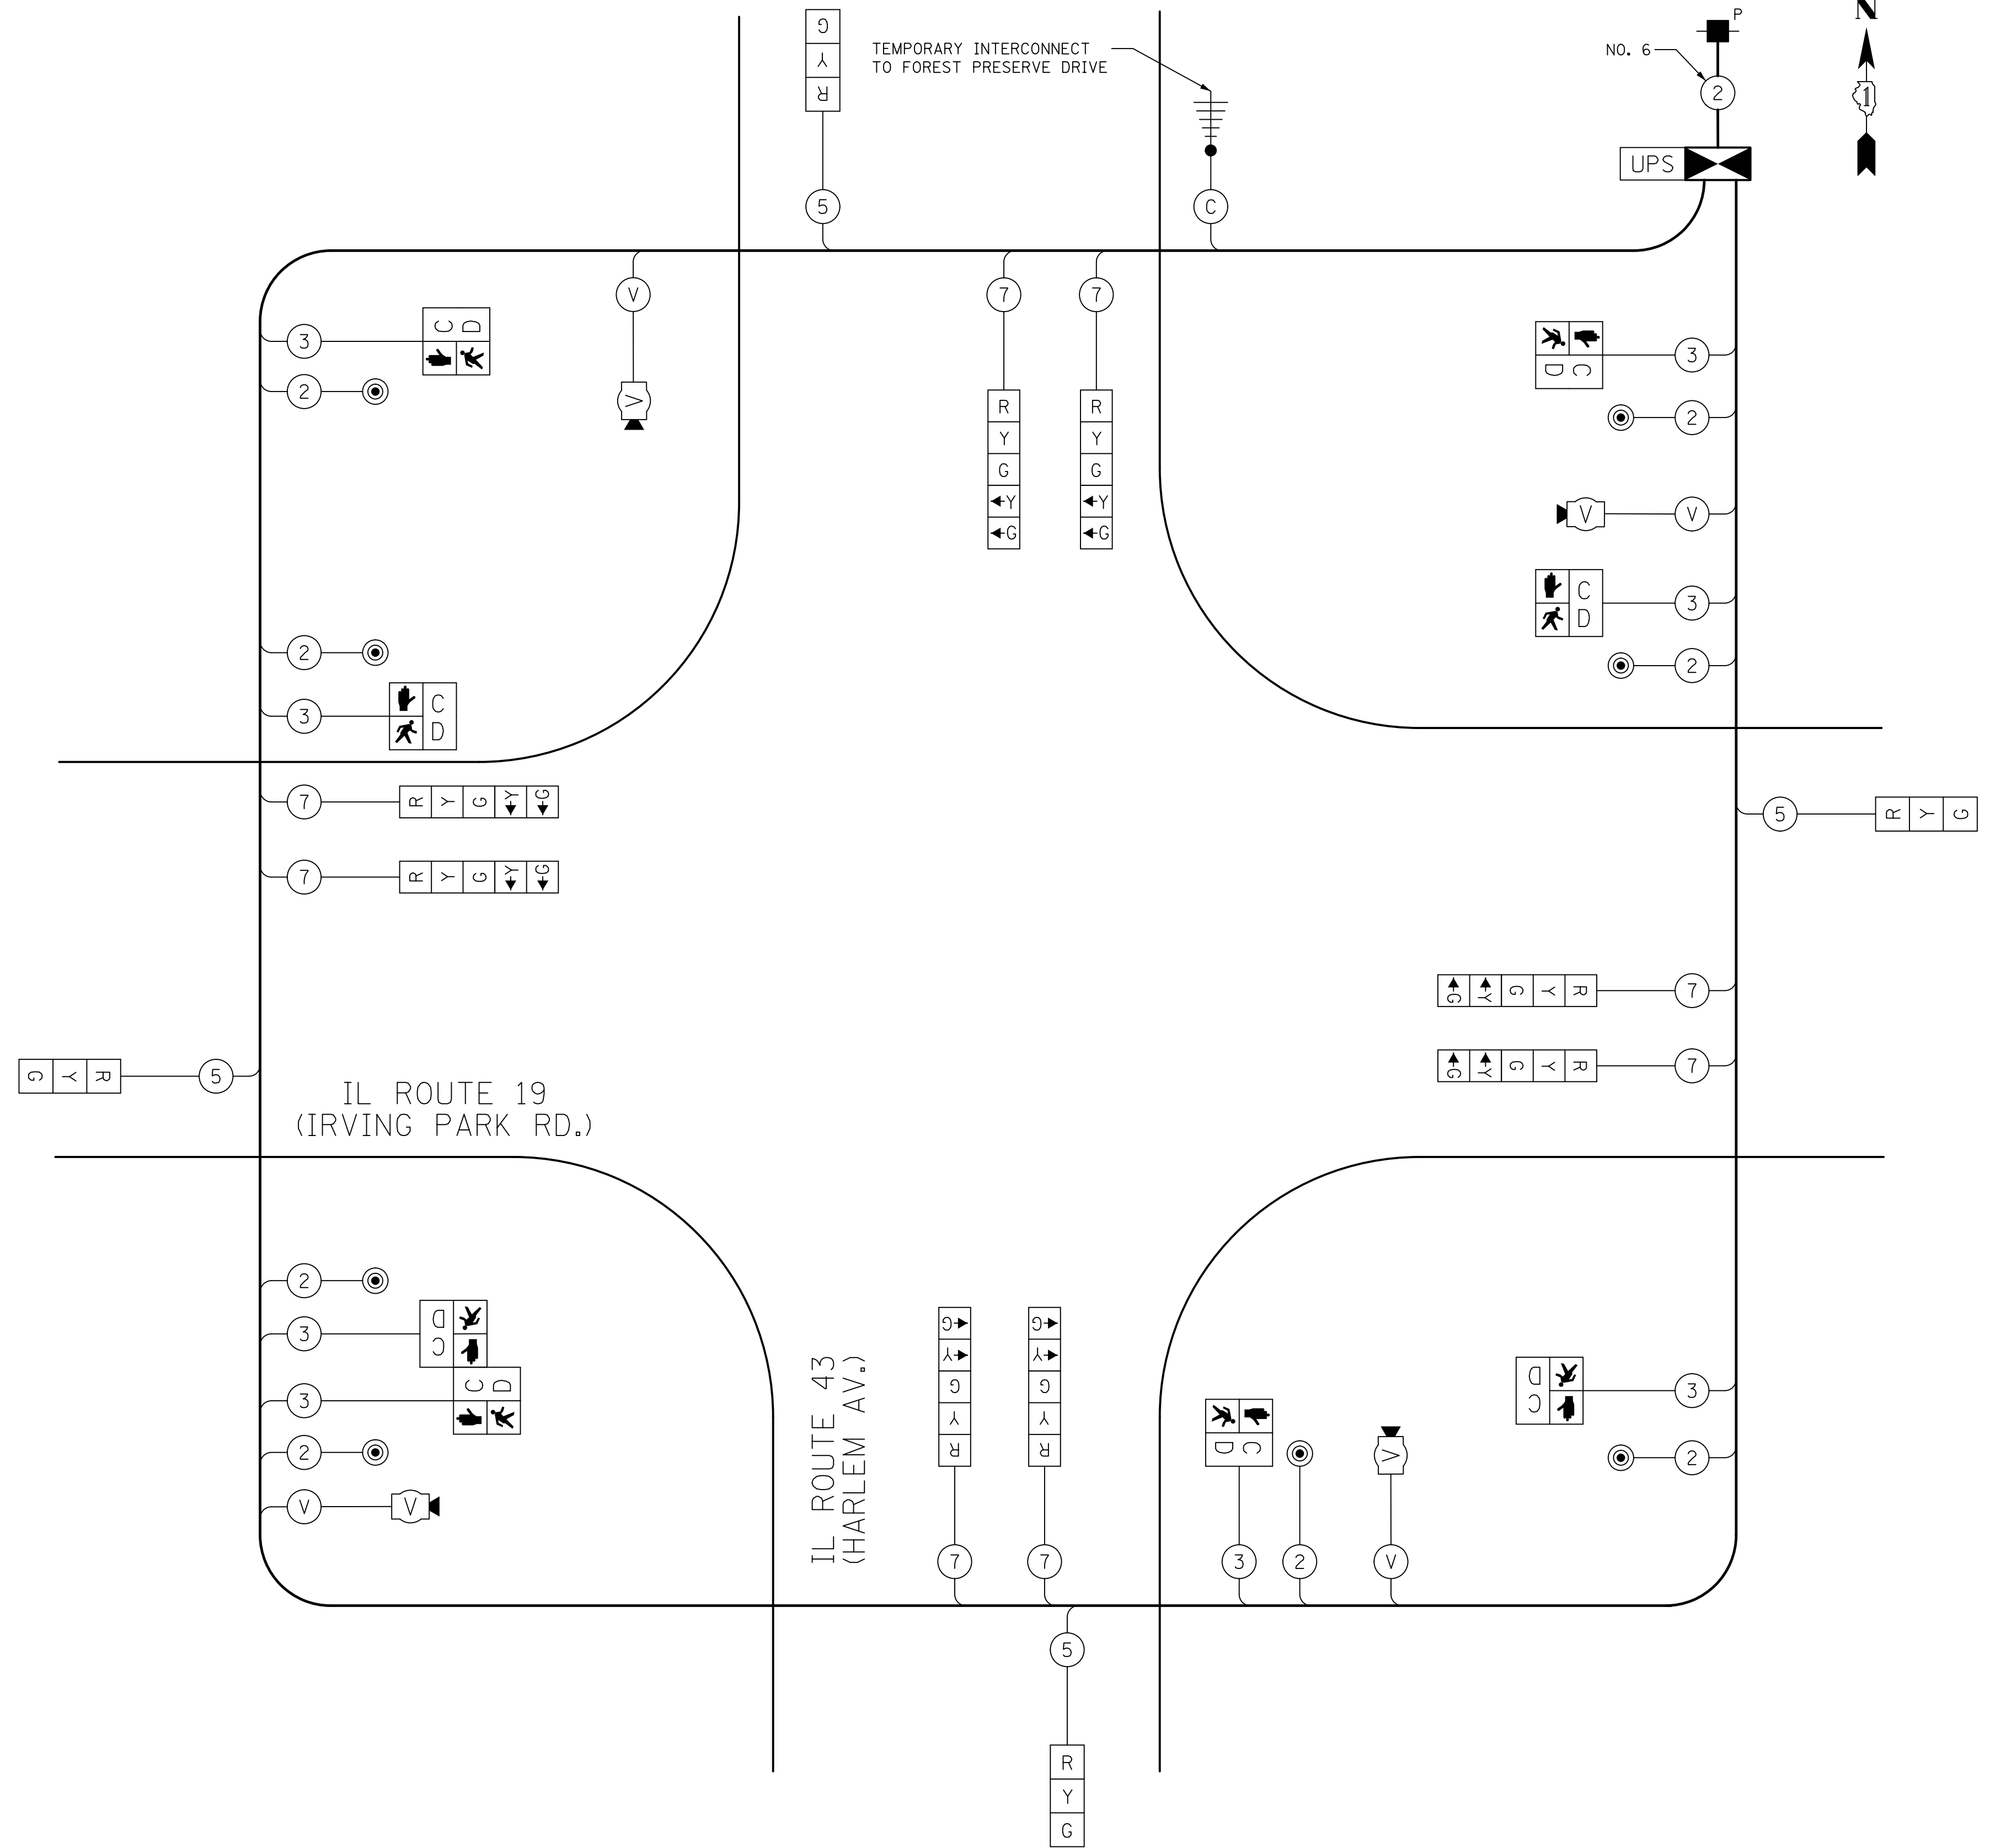 N
P
NO. 6
2
1
UPS
G
Y
R
5
TEMPORARY INTERCONNECT
TO FOREST PRESERVE DRIVE
C
V
V
7
7
R
Y
G
Y
G
R
Y
G
Y
G
3
C D
2
2
3
C
D
7
R Y G Y G
7
R Y G Y G
3
D C
2
V
V
3
C
D
2
5
R Y G
G Y G Y R
7
G Y G Y R
7
G Y R
5
IL ROUTE 19
(IRVING PARK RD.)
2
3
D
C
3
C D
2
V
V
IL ROUTE 43
(HARLEM AV.)
G
Y
G
Y
R
7
G
Y
G
Y
R
7
D C
3
2
V
V
D
C
3
2
5
R
Y
G